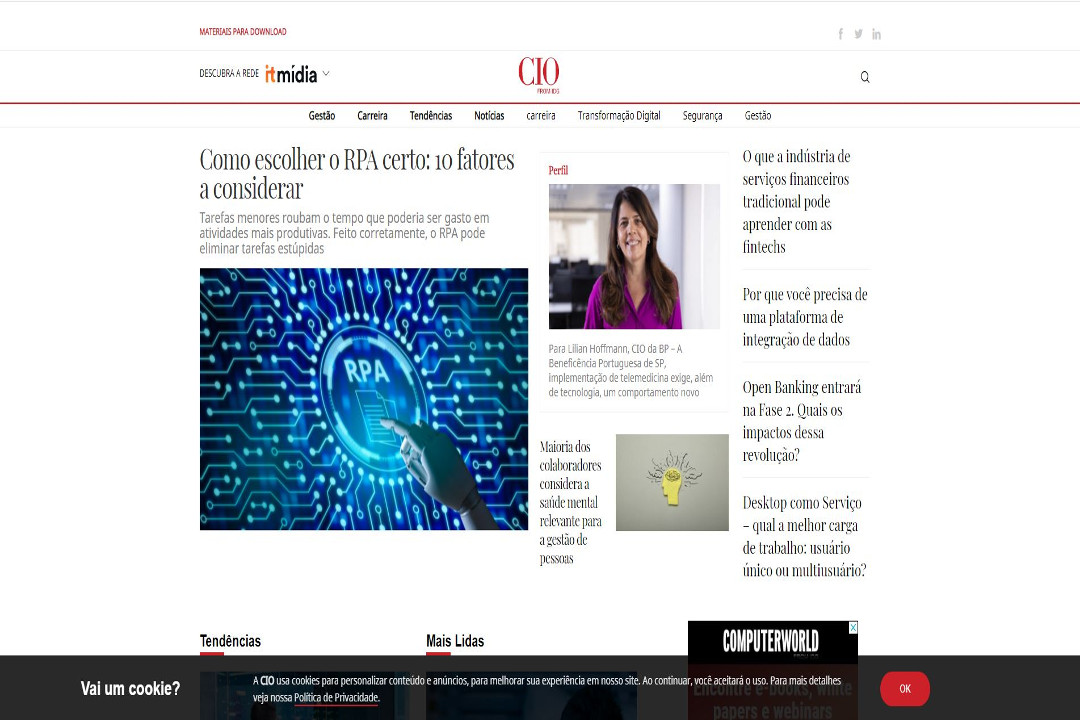 MATERIAIS PARA DOWNLOAD
DESCUBRA A REDE
itmídia
CIO
FROM IDG
Gestão
Carreira
Tendências
Notícias
carreira
Transformação Digital
Segurança
Gestão
Como escolher o RPA certo: 10 fatores
a considerar
Tarefas menores roubam o tempo que poderia ser gasto em
atividades mais produtivas. Feito corretamente, o RPA pode
eliminar tarefas estúpidas
RPA
Perfil
Para Lilian Hoffmann, CIO da BP – A
Beneficência Portuguesa de SP,
implementação de telemedicina exige, além
de tecnologia, um comportamento novo
Maioria dos
colaboradores
considera a
saúde mental
relevante para
a gestão de
pessoas
O que a indústria de
serviços financeiros
tradicional pode
aprender com as
fintechs
Por que você precisa de
uma plataforma de
integração de dados
Open Banking entrará
na Fase 2. Quais os
impactos dessa
revolução?
Desktop como Serviço
– qual a melhor carga
de trabalho: usuário
único ou multiusuário?
Tendências
Mais Lidas
COMPUTERWORLD
Encontre e-books, white
papers e webinars
Vai um cookie?
A CIO usa cookies para personalizar conteúdo e anúncios, para melhorar sua experiência em nosso site. Ao continuar, você aceitará o uso. Para mais detalhes
veja nossa Política de Privacidade.
OK